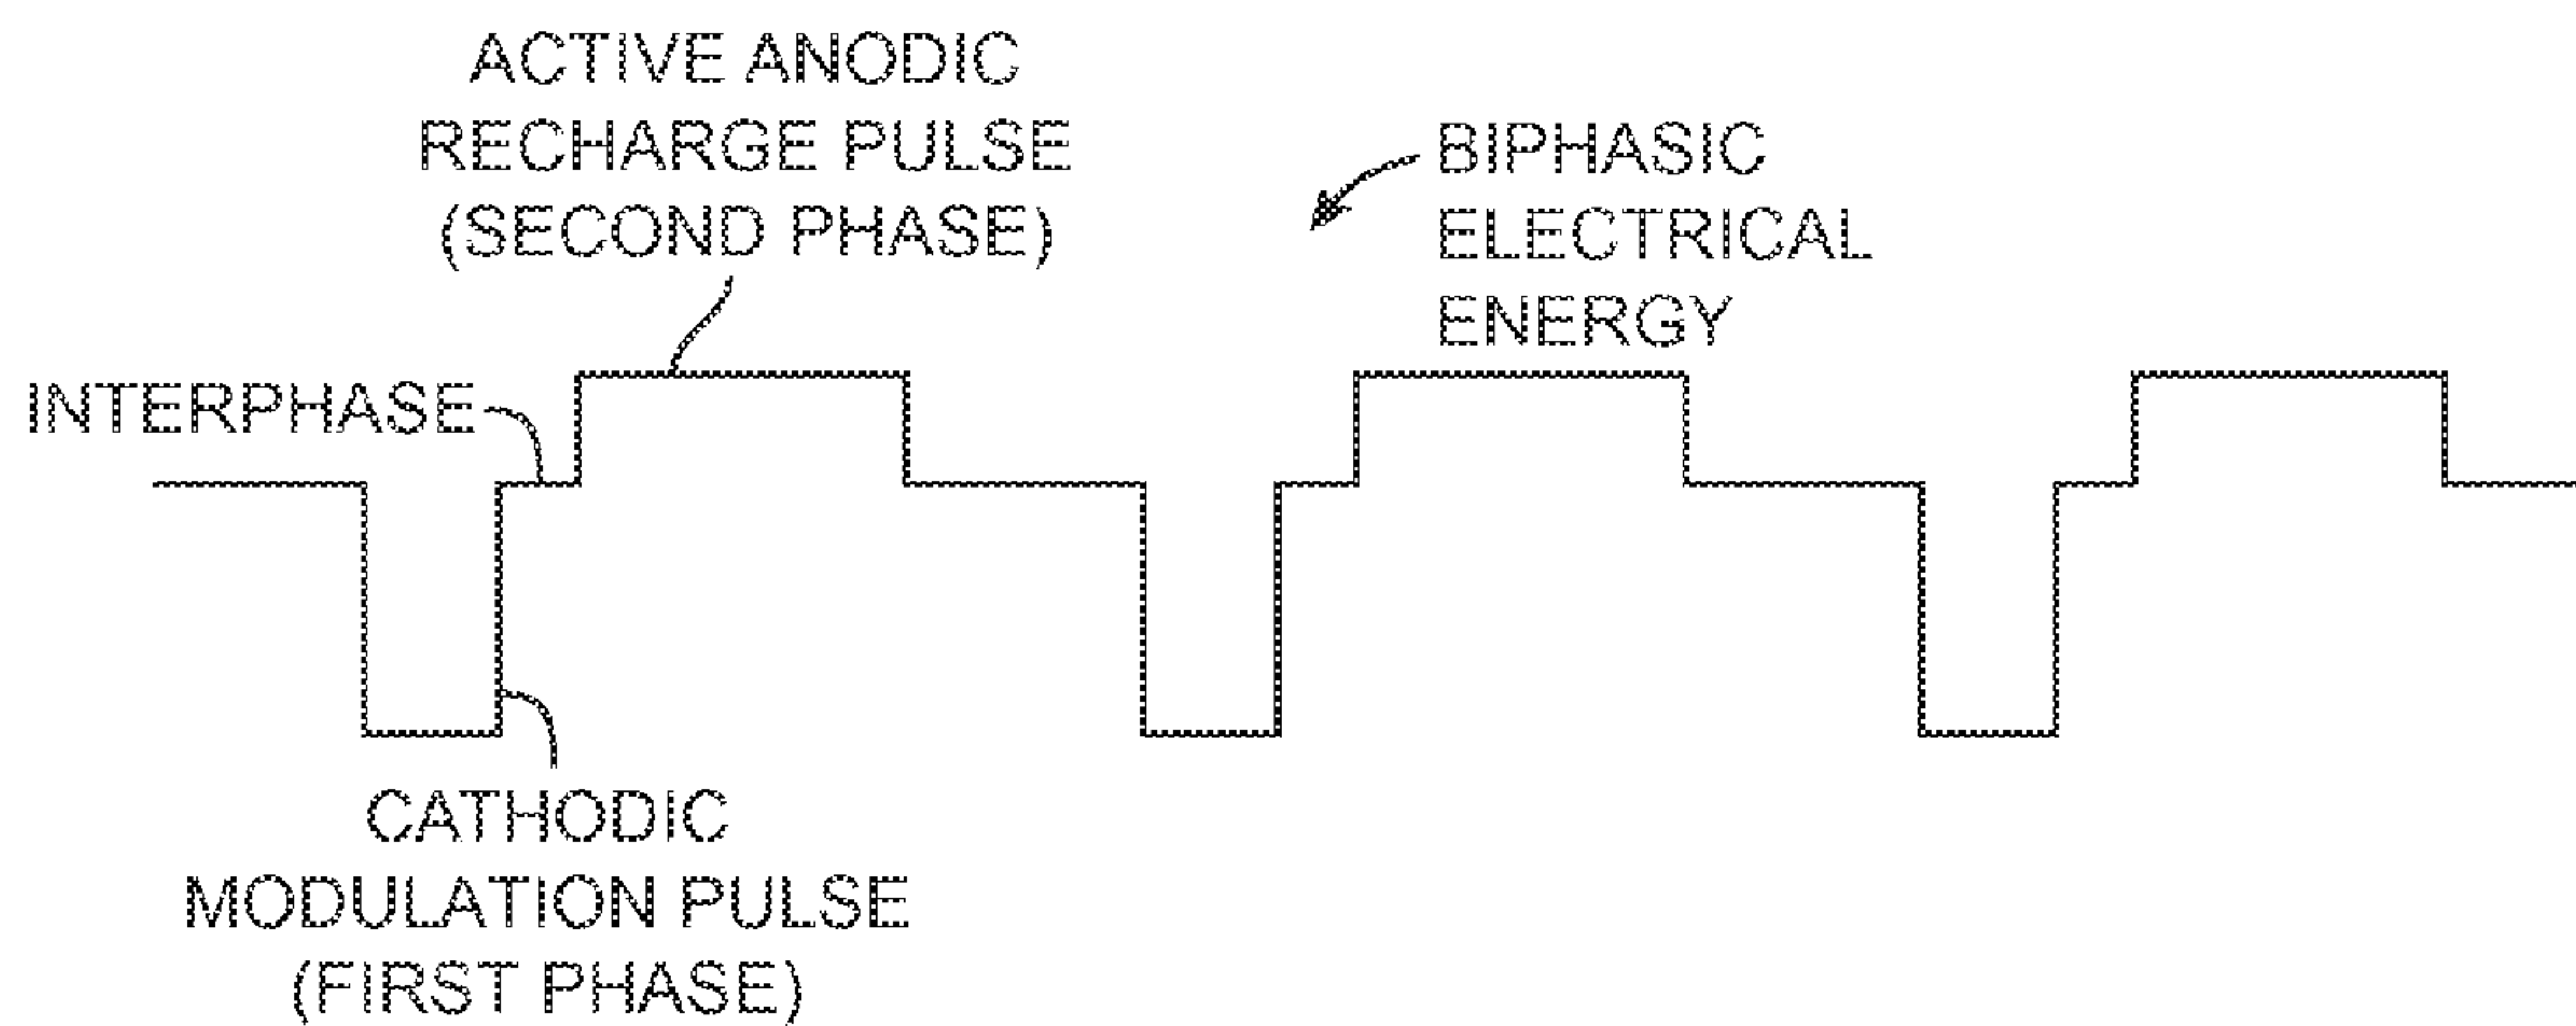 ACTIVE ANODIC
RECHARGE PULSE
(SECOND PHASE)
BIPHASIC
ELECTRICAL
ENERGY
INTERPHASE
CATHODIC
MODULATION PULSE
(FIRST PHASE)